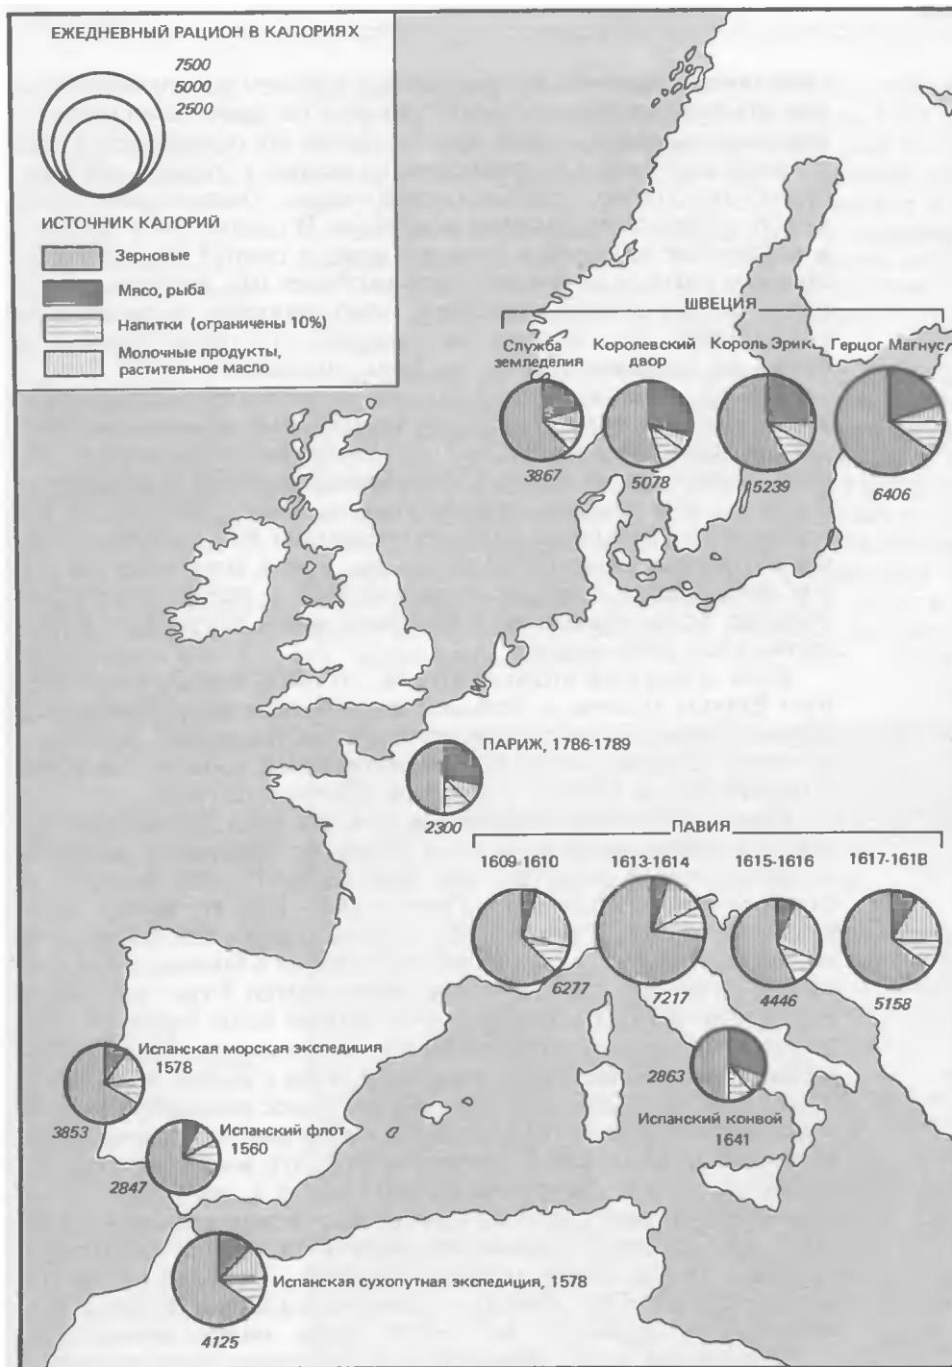 ЕЖЕДНЕВНЫЙ РАЦИОН В КАЛОРИЯХ
7500
5000
2500
ИСТОЧНИК КАЛОРИЙ
Зерновые
Мясо, рыба
Напитки (ограничены 10%)
Молочные продукты,
растительное масло
ШВЕЦИЯ
Служба
земледелия
Королевский
двор
Король Эрик
Герцог Магнус
3867
5078
5239
6406
ПАРИЖ, 1786-1789
2300
ПАВИЯ
1609-1610
1613-1614
1615-1616
1617-1618
6277
7217
4446
5158
Испанская морская экспедиция
1578
3853
Испанский флот
1560
2847
2863
Испанский конвой
1641
Испанская сухопутная экспедиция, 1578
4125